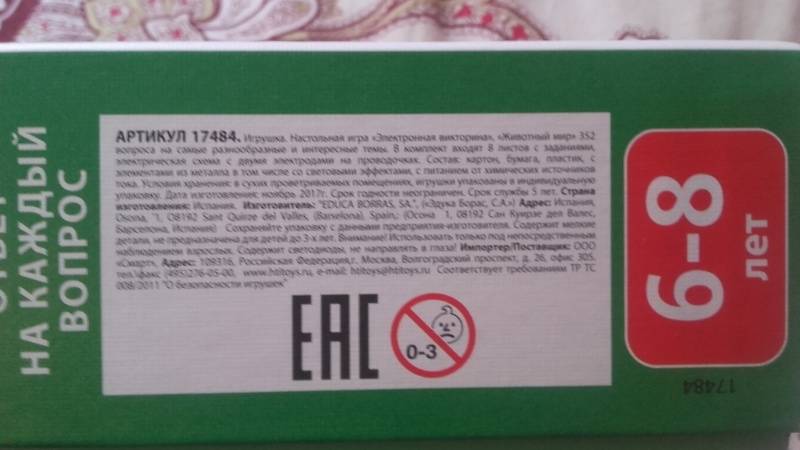 ОТВЕТ
НА КАЖДЫЙ
ВОПРОС
АРТИКУЛ 17484. Игрушка. Настольная игра «Электронная викторина», «Животный мир» 352
вопроса на самые разнообразные и интересные темы. В комплект входят 8 листов с заданиями,
электрическая схема с двумя электродами на проводочках. Состав: картон, бумага, пластик, с
элементами из металла в том числе со световыми эффектами, с питанием от химических источников
тока. Условия хранения: в сухих проветриваемых помещениях, игрушки упакованы в индивидуальную
упаковку. Дата изготовления: ноябрь 2017г. Срок годности неограничен. Срок службы 5 лет. Страна
изготовления: Испания. Изготовитель: "EDUCA BORRAS, SA.", («Эдука Борас, С.А.») Адрес: Испания,
Osona, "1, 08192 Sant Quirze del Valles, (Barselona), Spain,; (Осона 1, 08192 Сан Куирзе дел Валес,
Барселона, Испания) Сохраняйте упаковку с данными предприятия-изготовителя. Содержит мелкие
детали, не предназначена для детей до 3-х лет. Внимание! Использовать только под непосредственным
наблюдением взрослых. Содержит светодиоды, не направлять в глаза! Импортер/Поставщик: ООО
«Смарт», Адрес: 109316, Российская Федерация,г. Москва, Волгоградский проспект, д. 26, офис 305.
тел.\факс (495)276-05-00, www.htitoys.ru, e-mail: htitoys@htitoys.ru Соответствует требованиям ТР ТС
008/2011 "О безопасности игрушек"
ЕАС
0-3
6-8
лет
17484